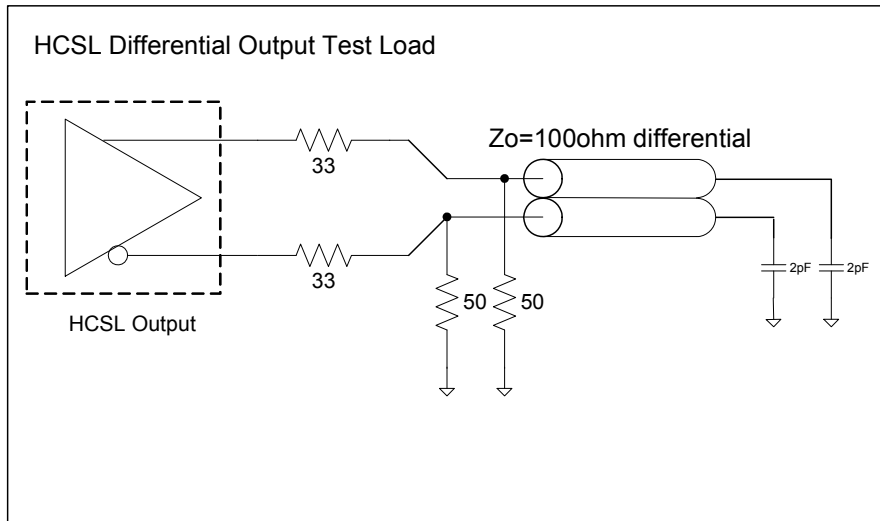 HCSL Differential Output Test Load
33
Zo=100ohm differential
33
2pF
2pF
50
50
HCSL Output